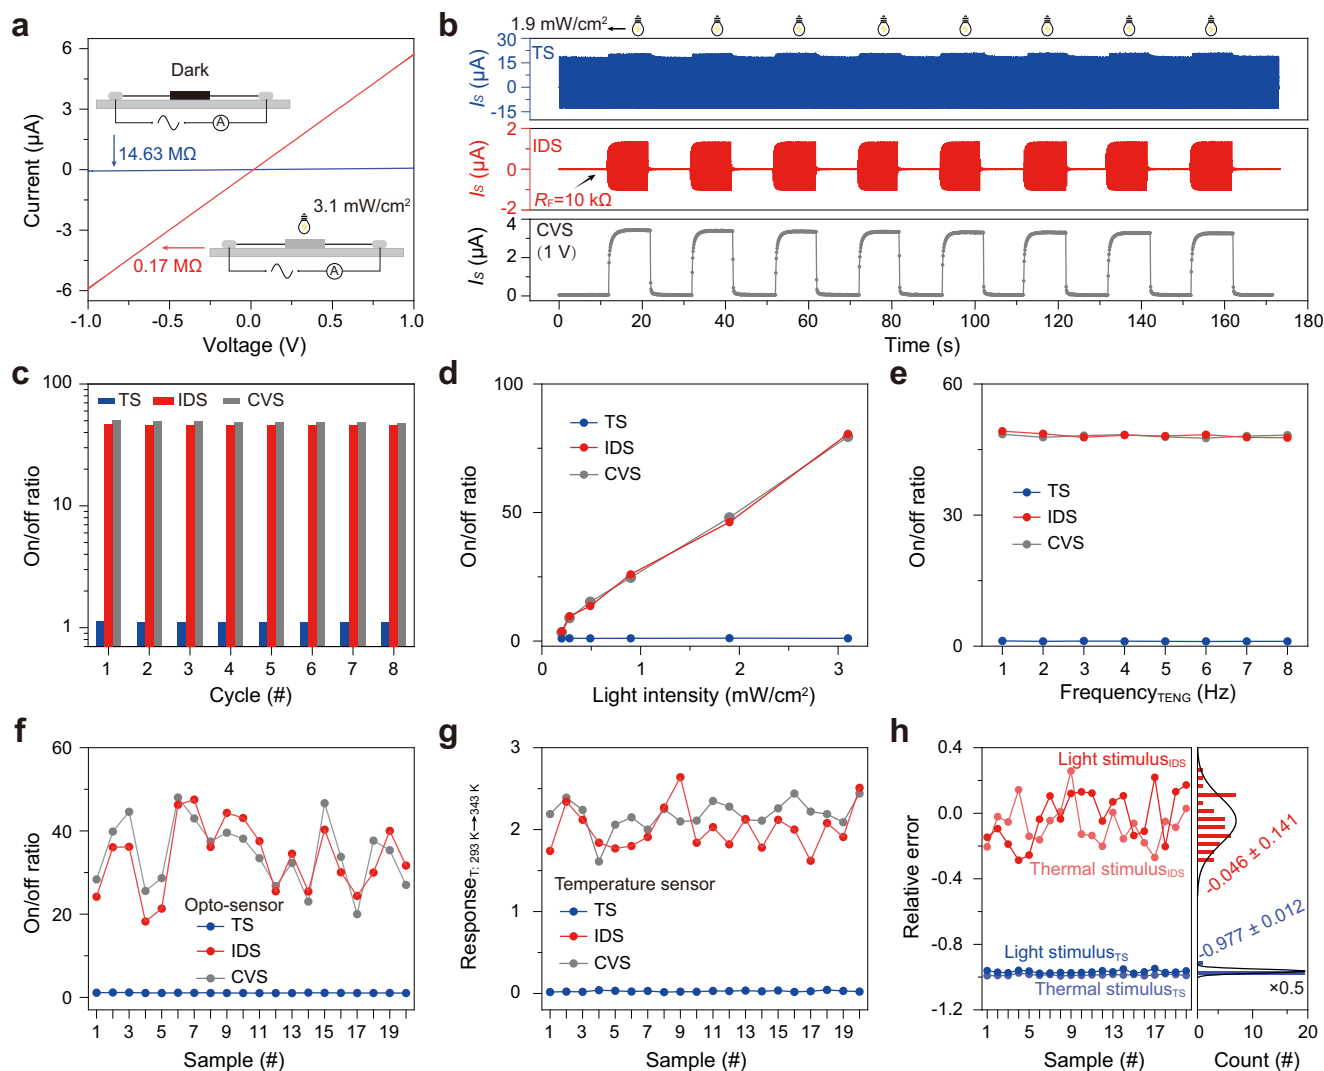 a
6
3
0
-3
-6
Current (µA)
Dark
A
14.63 MΩ
3.1 mW/cm²
0.17 MΩ
A
-1.0 -0.5 0.0 0.5 1.0
Voltage (V)
b
1.9 mW/cm²
30
15
0
-15
I_S (µA)
TS
2
0
-2
I_S (µA)
IDS
R_F=10 kΩ
4
2
0
I_S (µA)
CVS
(1 V)
0 20 40 60 80 100 120 140 160 180
Time (s)
c
100
10
1
On/off ratio
TS IDS CVS
1 2 3 4 5 6 7 8
Cycle (#)
d
100
50
0
On/off ratio
TS
IDS
CVS
0 1 2 3
Light intensity (mW/cm²)
e
60
30
0
On/off ratio
TS
IDS
CVS
1 2 3 4 5 6 7 8
Frequency_TENG (Hz)
f
60
40
20
0
On/off ratio
Opto-sensor
TS
IDS
CVS
1 3 5 7 9 11 13 15 17 19
Sample (#)
g
3
2
1
0
Response_T: 293 K→343 K
Temperature sensor
TS
IDS
CVS
1 3 5 7 9 11 13 15 17 19
Sample (#)
h
0.4
0.0
-0.4
-0.8
-1.2
Relative error
Light stimulus_IDS
Thermal stimulus_IDS
Light stimulus_TS
Thermal stimulus_TS
-0.046 ± 0.141
-0.977 ± 0.012
×0.5
1 5 9 13 17
Sample (#)
0 10 20
Count (#)